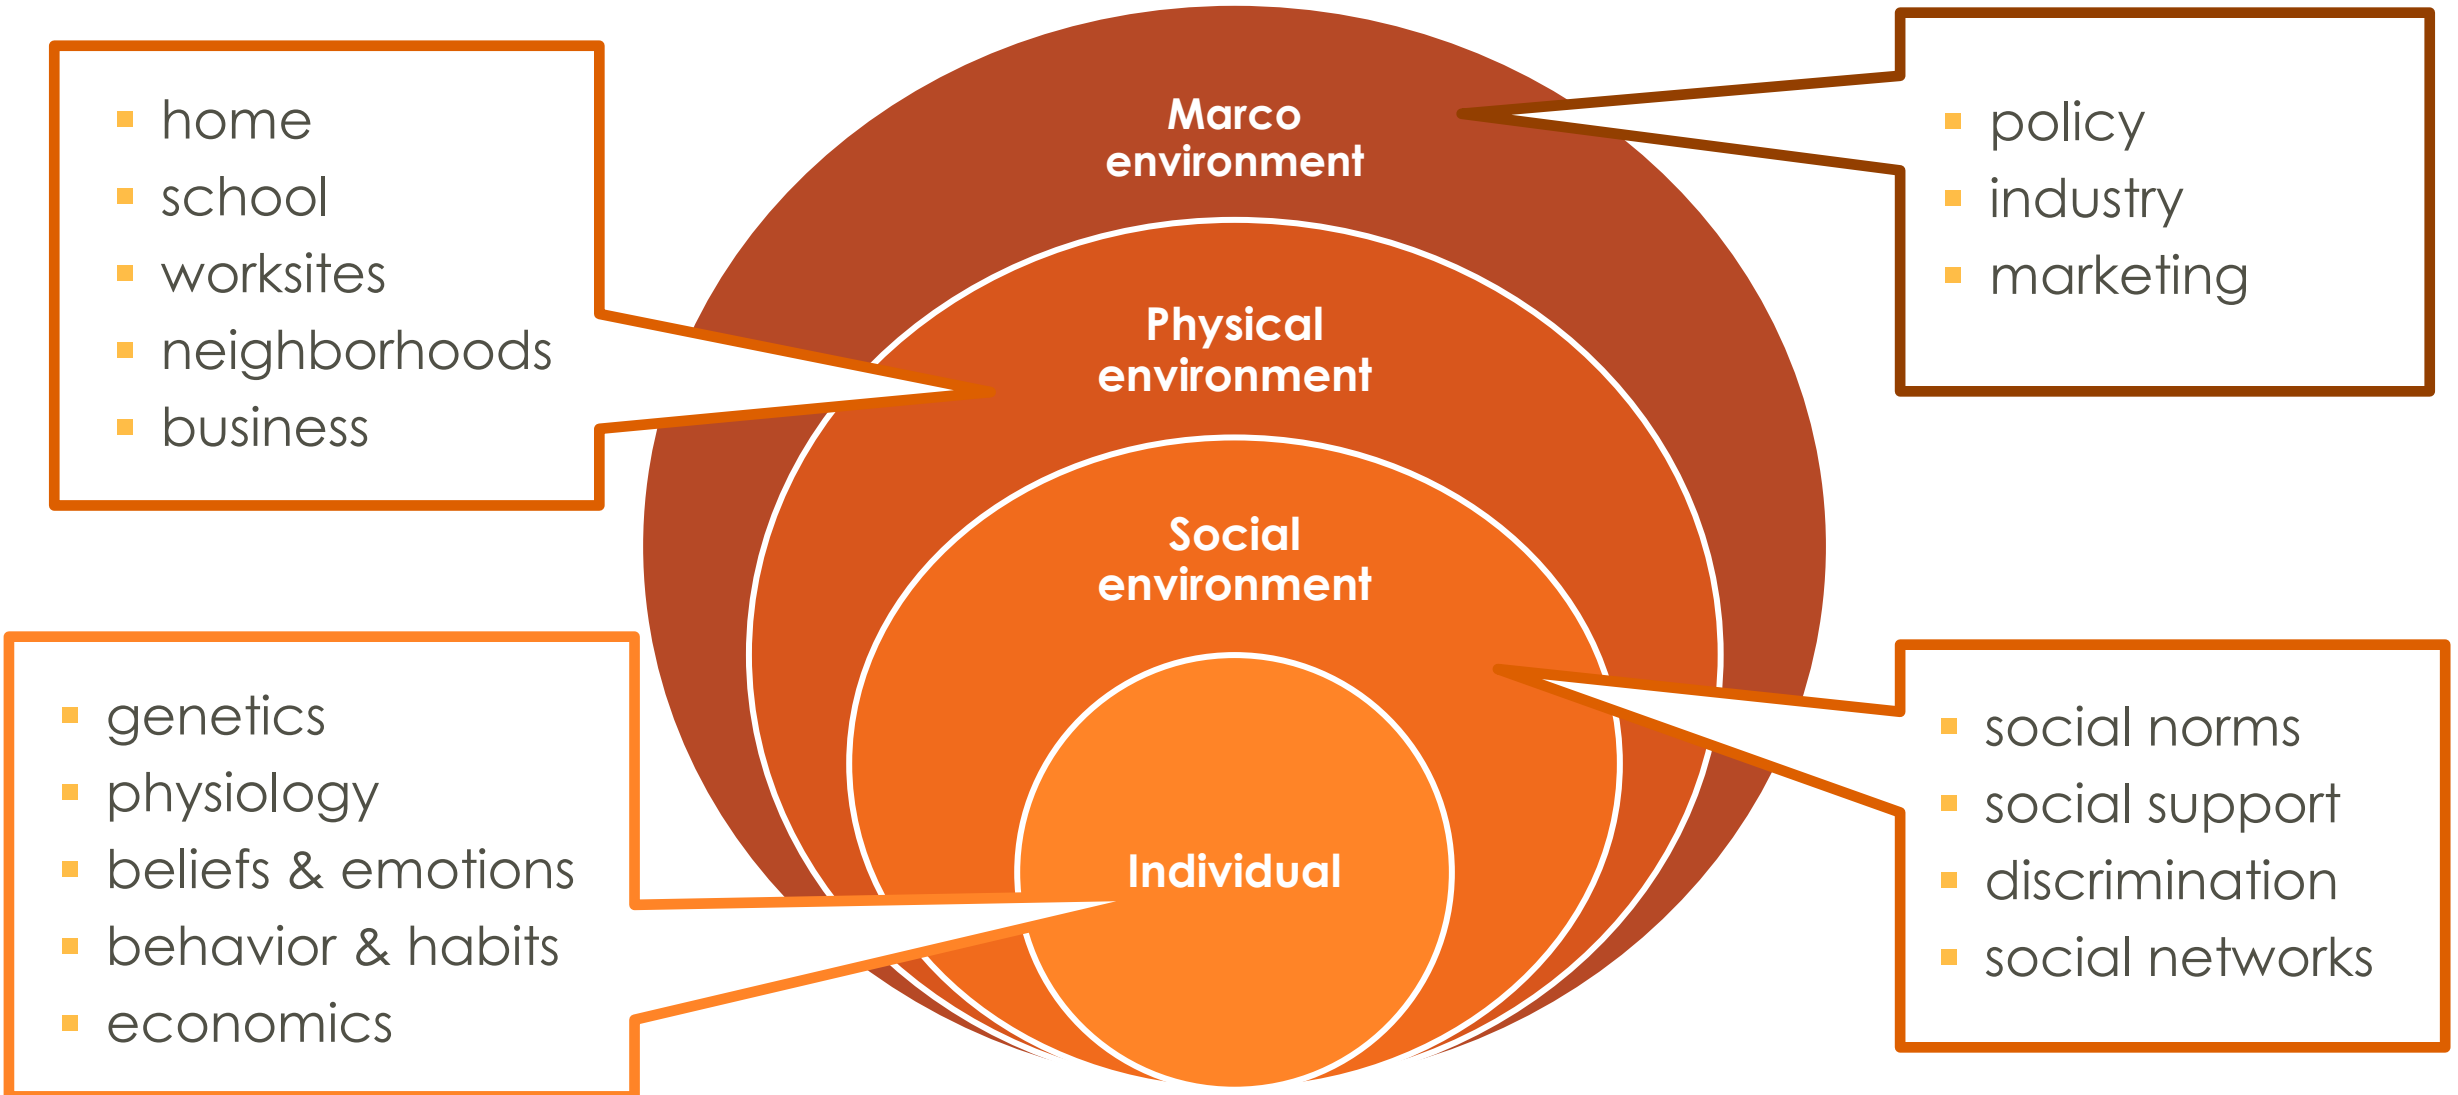 home
school
worksites
neighborhoods
business
Marco
environment
policy
industry
marketing
Physical
environment
Social
environment
genetics
physiology
beliefs & emotions
behavior & habits
economics
Individual
social norms
social support
discrimination
social networks